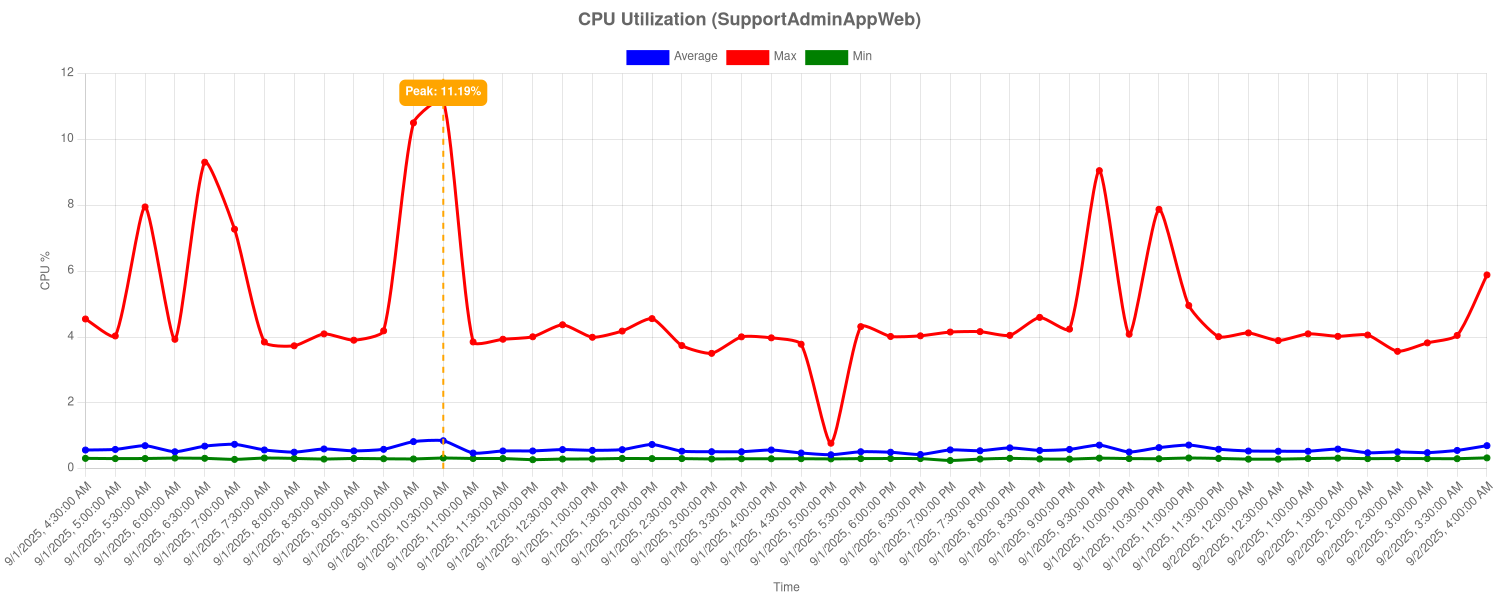 CPU Utilization (SupportAdminAppWeb)
Average Max Min
Peak: 11.19%
12
10
8
6
4
2
0
CPU %
9/1/2025, 4:30:00 AM
9/1/2025, 5:00:00 AM
9/1/2025, 5:30:00 AM
9/1/2025, 6:00:00 AM
9/1/2025, 6:30:00 AM
9/1/2025, 7:00:00 AM
9/1/2025, 7:30:00 AM
9/1/2025, 8:00:00 AM
9/1/2025, 8:30:00 AM
9/1/2025, 9:00:00 AM
9/1/2025, 9:30:00 AM
9/1/2025, 10:00:00 AM
9/1/2025, 10:30:00 AM
9/1/2025, 11:00:00 AM
9/1/2025, 11:30:00 AM
9/1/2025, 12:00:00 PM
9/1/2025, 12:30:00 PM
9/1/2025, 1:00:00 PM
9/1/2025, 1:30:00 PM
9/1/2025, 2:00:00 PM
9/1/2025, 2:30:00 PM
9/1/2025, 3:00:00 PM
9/1/2025, 3:30:00 PM
9/1/2025, 4:00:00 PM
9/1/2025, 4:30:00 PM
9/1/2025, 5:00:00 PM
9/1/2025, 5:30:00 PM
9/1/2025, 6:00:00 PM
9/1/2025, 6:30:00 PM
9/1/2025, 7:00:00 PM
9/1/2025, 7:30:00 PM
9/1/2025, 8:00:00 PM
9/1/2025, 8:30:00 PM
9/1/2025, 9:00:00 PM
9/1/2025, 9:30:00 PM
9/1/2025, 10:00:00 PM
9/1/2025, 10:30:00 PM
9/1/2025, 11:00:00 PM
9/1/2025, 11:30:00 PM
9/2/2025, 12:00:00 AM
9/2/2025, 12:30:00 AM
9/2/2025, 1:00:00 AM
9/2/2025, 1:30:00 AM
9/2/2025, 2:00:00 AM
9/2/2025, 2:30:00 AM
9/2/2025, 3:00:00 AM
9/2/2025, 3:30:00 AM
9/2/2025, 4:00:00 AM
Time